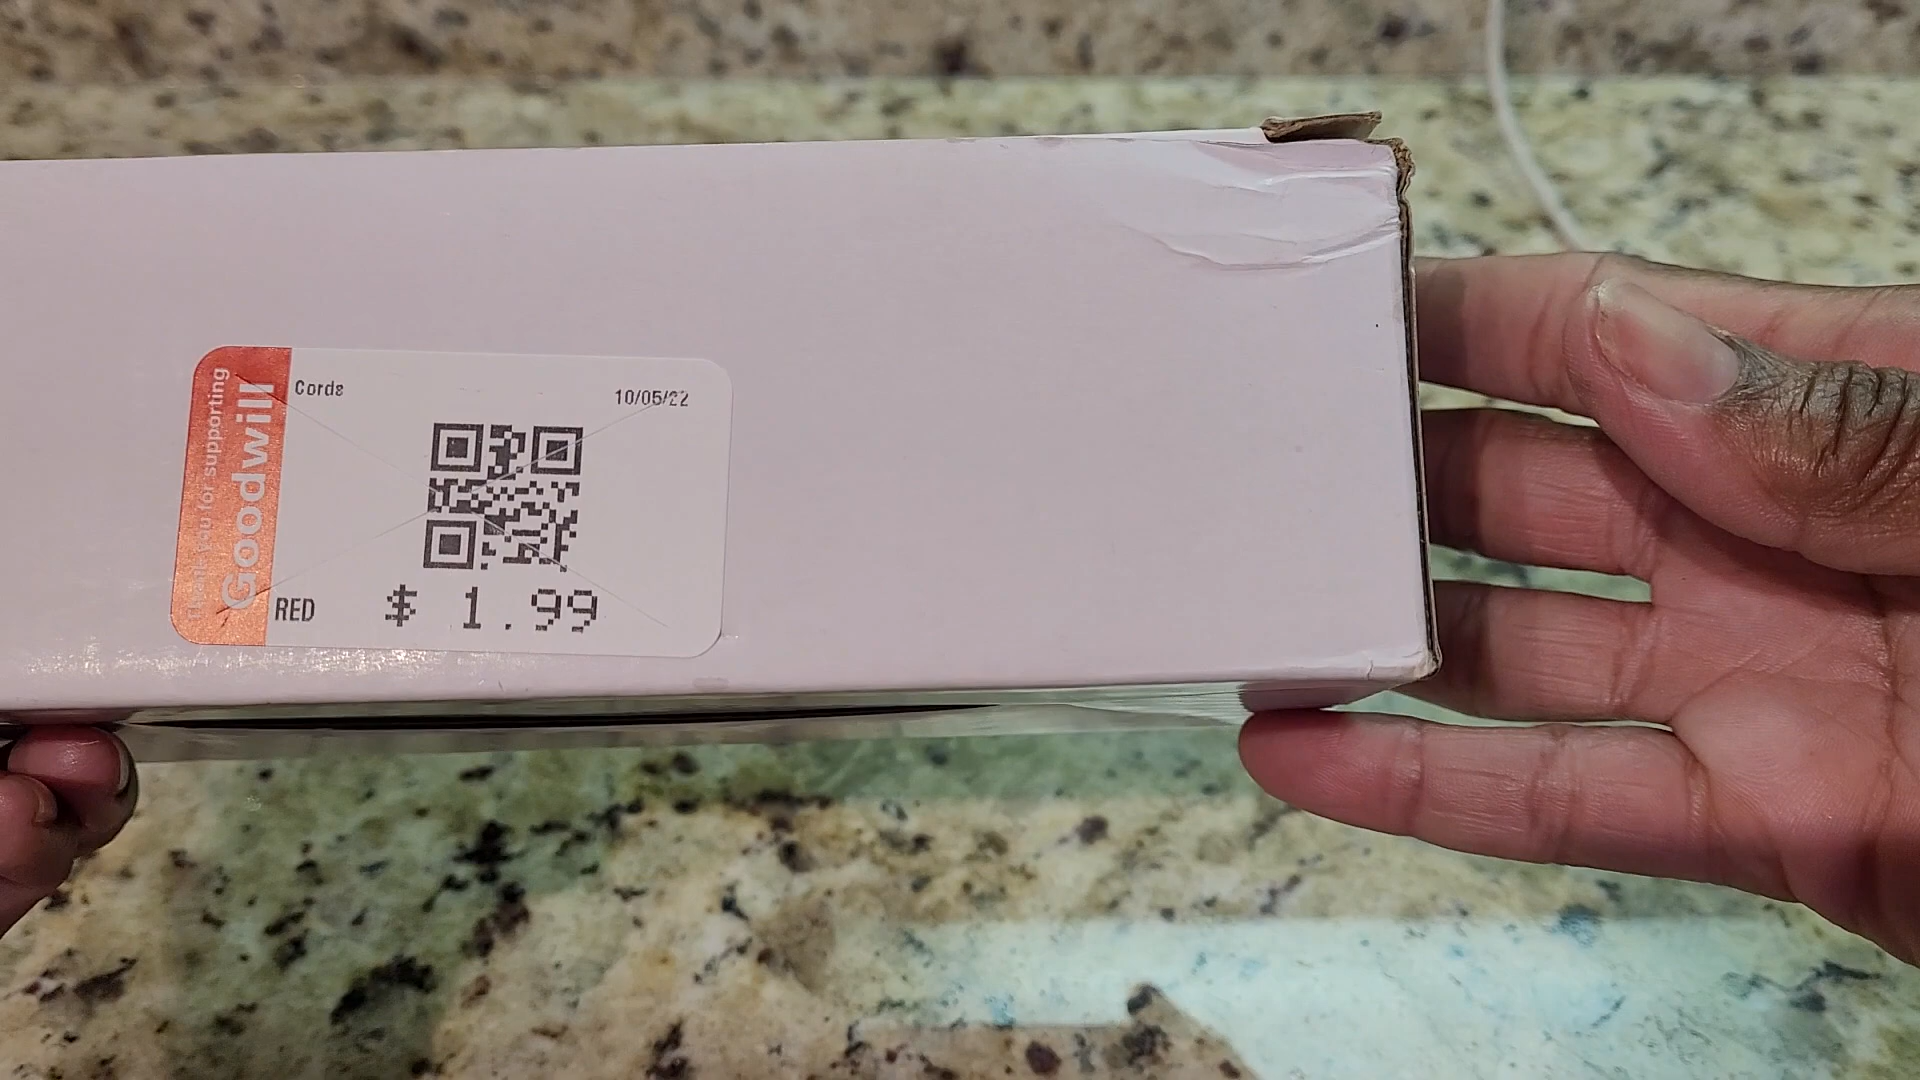 Thank you for supporting
Goodwill
Cords
10/05/22
RED
$ 1.99